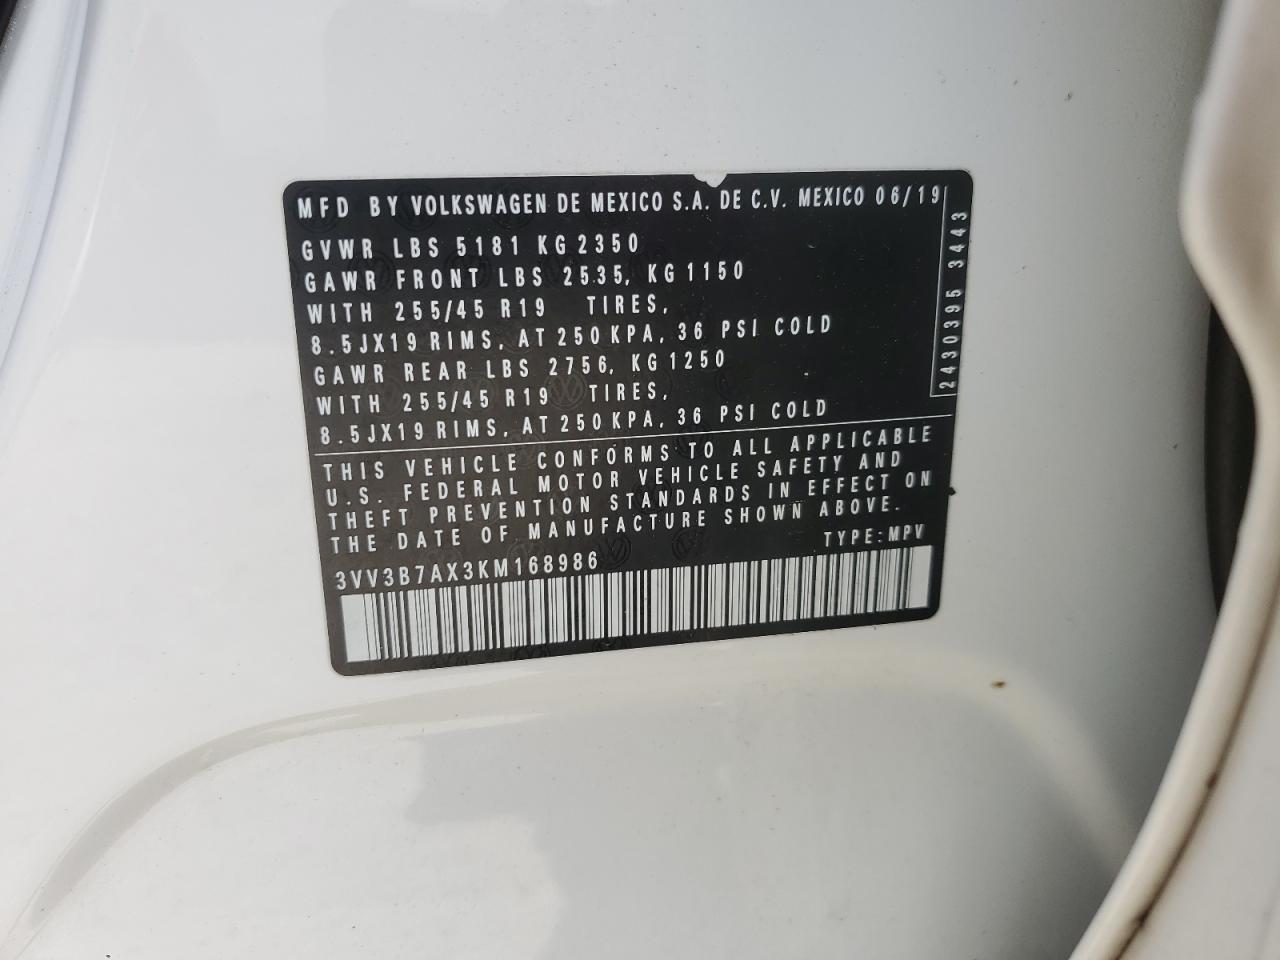 MFD BY VOLKSWAGEN DE MEXICO S.A. DE C.V. MEXICO 06/19
GVWR LBS 5181 KG 2350
GAWR FRONT LBS 2535, KG 1150
WITH 255/45 R19 TIRES,
8.5JX19 RIMS, AT 250 KPA, 36 PSI COLD
GAWR REAR LBS 2756, KG 1250
WITH 255/45 R19 TIRES,
8.5JX19 RIMS, AT 250 KPA, 36 PSI COLD
2430395 3443
THIS VEHICLE CONFORMS TO ALL APPLICABLE
U.S. FEDERAL MOTOR VEHICLE SAFETY AND
THEFT PREVENTION STANDARDS IN EFFECT ON
THE DATE OF MANUFACTURE SHOWN ABOVE.
TYPE: MPV
3VV3B7AX3KM168986